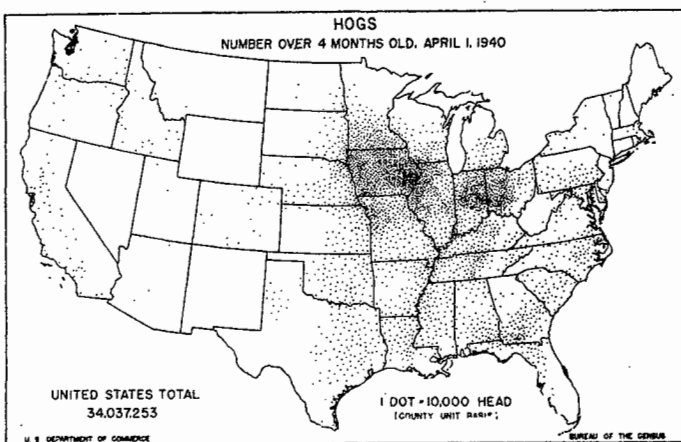 HOGS
NUMBER OVER 4 MONTHS OLD, APRIL 1, 1940
UNITED STATES TOTAL
34,037,253
1 DOT = 10,000 HEAD
(COUNTY UNIT BASIS)
U. S. DEPARTMENT OF COMMERCE
BUREAU OF THE CENSUS